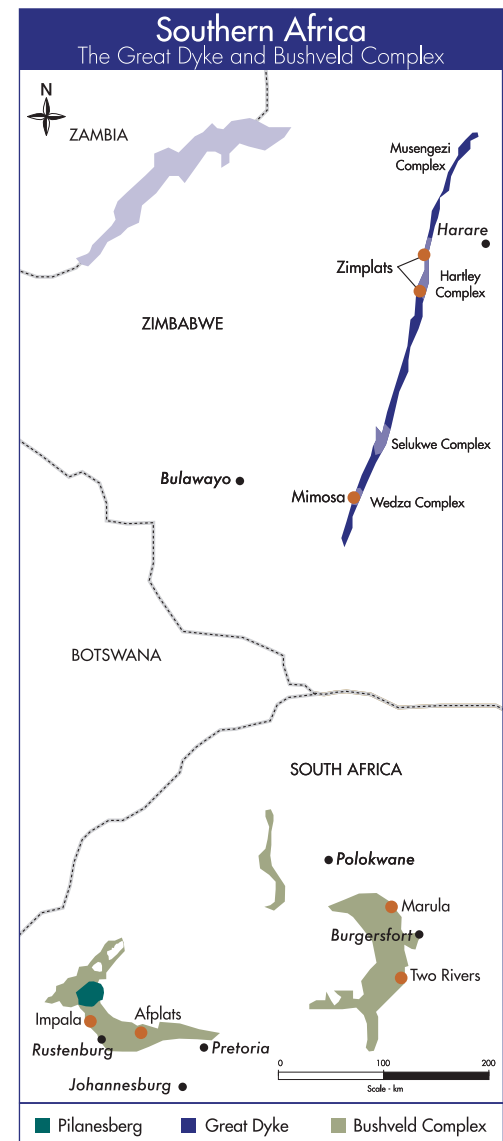 Southern Africa
The Great Dyke and Bushveld Complex
N
ZAMBIA
Musengezi
Complex
Harare
Zimplats
Hartley
Complex
ZIMBABWE
Selukwe Complex
Bulawayo
Mimosa
Wedza Complex
BOTSWANA
SOUTH AFRICA
Polokwane
Marula
Burgersfort
Two Rivers
Impala
Afplats
Rustenburg
Pretoria
Johannesburg
0 100 200
Scale - km
Pilanesberg Great Dyke Bushveld Complex